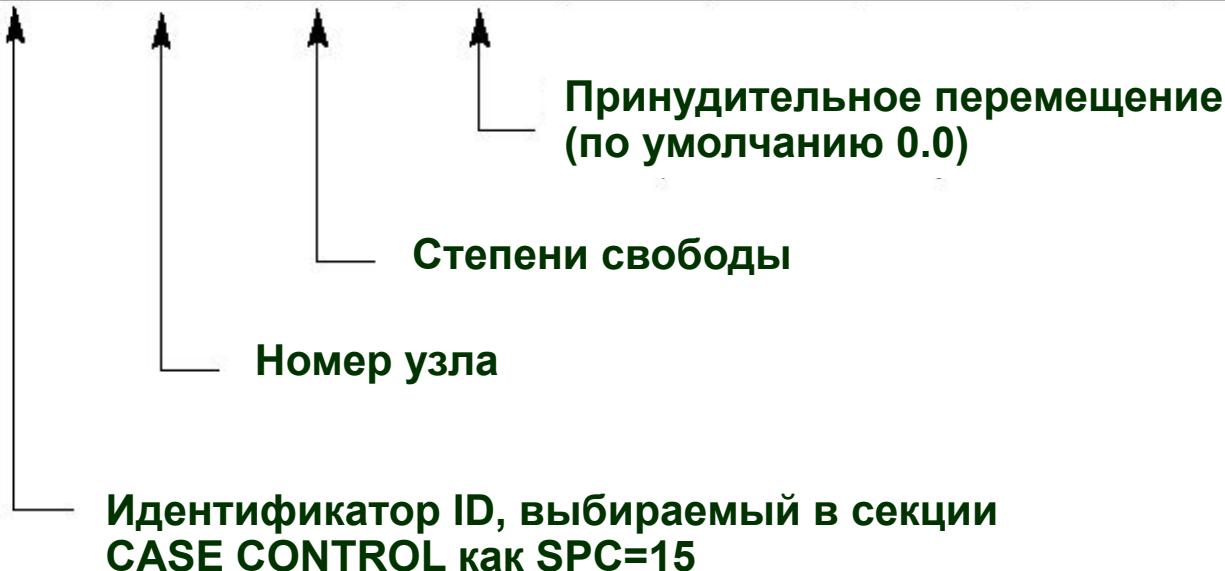 Принудительное перемещение
(по умолчанию 0.0)
Степени свободы
Номер узла
Идентификатор ID, выбираемый в секции
CASE CONTROL как SPC=15